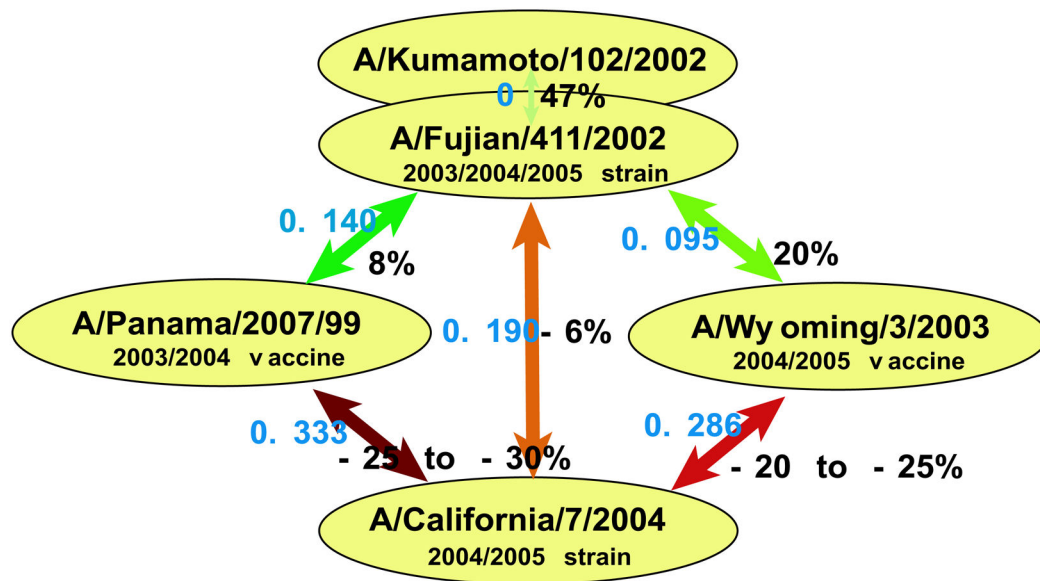 A/Kumamoto/102/2002
0 47%
A/Fujian/411/2002
2003/2004/2005 strain
0. 140
8%
0. 095
20%
A/Panama/2007/99
2003/2004 v accine
0. 190 - 6%
A/Wy oming/3/2003
2004/2005 v accine
0. 333
- 25 to - 30%
0. 286
- 20 to - 25%
A/California/7/2004
2004/2005 strain